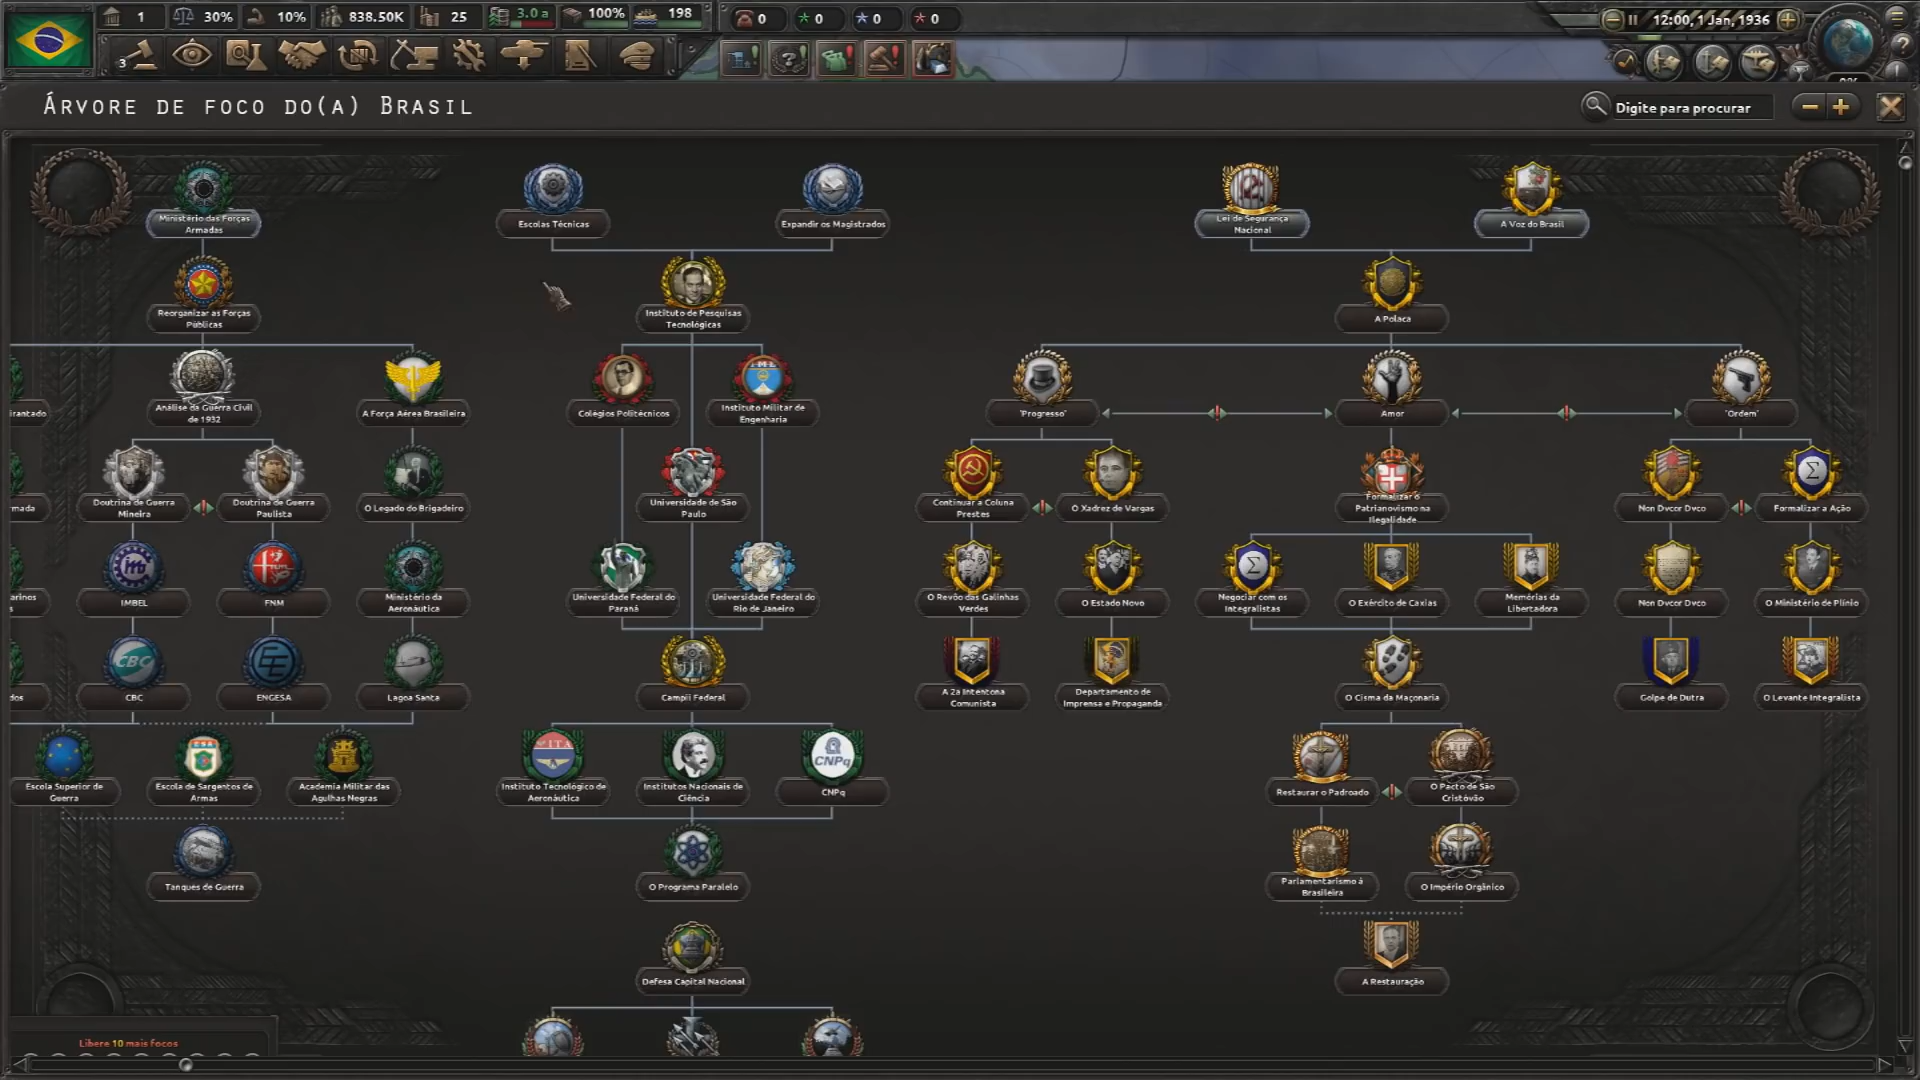 1
30%
10%
838.50K
25
3.0 a
100%
198
0
0
0
0
12:00, 1 Jan, 1936
3
ÁRVORE DE FOCO DO(A) BRASIL
Digite para procurar
Ministério das Forças
Armadas
Escolas Técnicas
Expandir os Magistrados
Lei de Segurança
Nacional
A Voz do Brasil
Reorganizar as Forças
Públicas
Instituto de Pesquisas
Tecnológicas
A Polaca
irantado
Análise da Guerra Civil
de 1932
A Força Aérea Brasileira
Colégios Politécnicos
Instituto Militar de
Engenharia
'Progresso'
Amor
'Ordem'
rmada
Doutrina de Guerra
Mineira
Doutrina de Guerra
Paulista
O Legado do Brigadeiro
Universidade de São
Paulo
Continuar a Coluna
Prestes
O Xadrez de Vargas
Formalizar o
Patrianovismo na
Ilegalidade
Non Dvcor Dvco
Formalizar a Ação
arinos
s
IMBEL
FNM
Ministério da
Aeronáutica
Universidade Federal do
Paraná
Universidade Federal do
Rio de Janeiro
O Revôo das Galinhas
Verdes
O Estado Novo
Negociar com os
Integralistas
O Exército de Caxias
Memórias da
Libertadora
Non Dvcor Dvco
O Ministério de Plínio
dos
CBC
CBC
ENGESA
Lagoa Santa
Campii Federal
A 2a Intentona
Comunista
Departamento de
Imprensa e Propaganda
O Cisma da Maçonaria
Golpe de Dutra
O Levante Integralista
Escola Superior de
Guerra
Escola de Sargentos de
Armas
Academia Militar das
Agulhas Negras
ITA
Instituto Tecnológico de
Aeronáutica
Institutos Nacionais de
Ciência
CNPq
CNPq
Restaurar o Padroado
O Pacto de São
Cristóvão
Tanques de Guerra
O Programa Paralelo
Parlamentarismo á
Brasileira
O Império Orgânico
Defesa Capital Nacional
A Restauração
Libere 10 mais focos